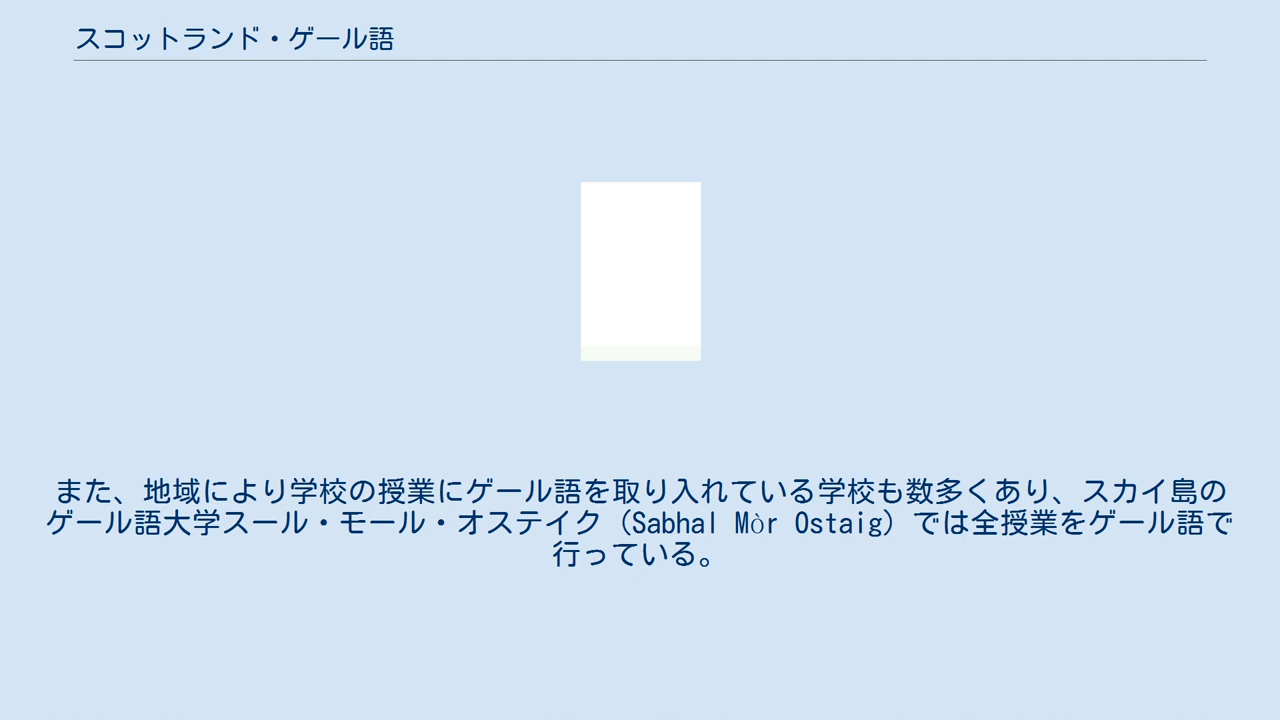 スコットランド・ゲール語
また、地域により学校の授業にゲール語を取り入れている学校も数多くあり、スカイ島の
ゲール語大学スール・モール・オステイク（Sabhal Mòr Ostaig）では全授業をゲール語で
行っている。